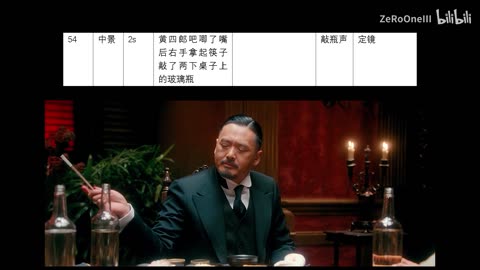 ZeRoOneIII bilibili
54 中景 2s 黄四郎吧唧了嘴 敲瓶声 定镜
后右手拿起筷子
敲了两下桌子上
的玻璃瓶